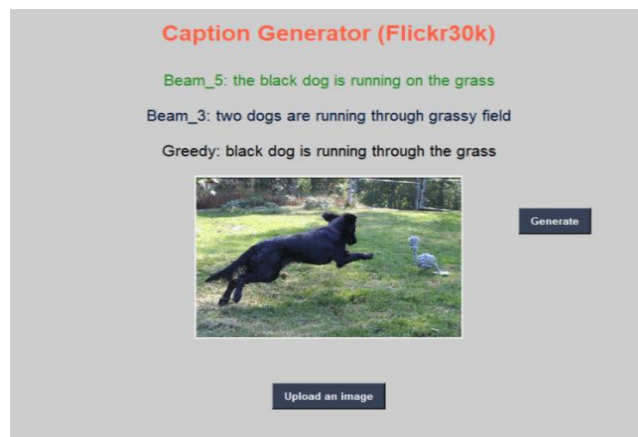 Caption Generator (Flickr30k)
Beam_5: the black dog is running on the grass
Beam_3: two dogs are running through grassy field
Greedy: black dog is running through the grass
Generate
Upload an image